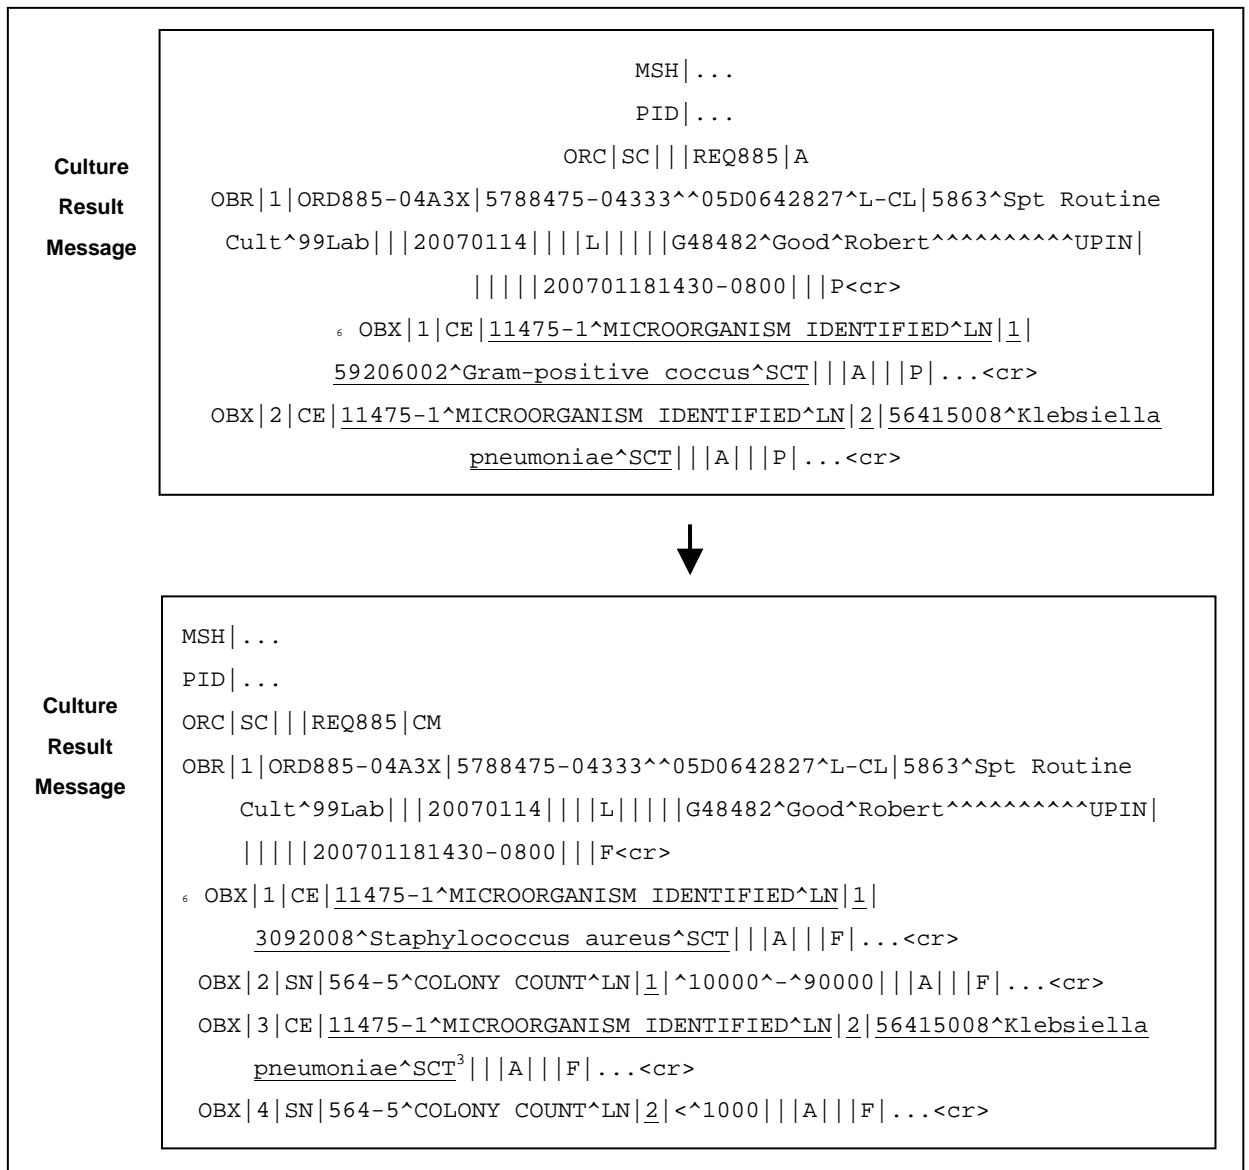 Culture
Result
Message
MSH|...
PID|...
ORC|SC|||REQ885|A
OBR|1|ORD885-04A3X|5788475-04333^^05D0642827^L-CL|5863^Spt Routine
Cult^99Lab|||20070114||||L|||||G48482^Good^Robert^^^^^^^^^^UPIN|
|||||200701181430-0800|||P<cr>
6 OBX|1|CE|11475-1^MICROORGANISM IDENTIFIED^LN|1|
59206002^Gram-positive coccus^SCT|||A|||P|...<cr>
OBX|2|CE|11475-1^MICROORGANISM IDENTIFIED^LN|2|56415008^Klebsiella
pneumoniae^SCT|||A|||P|...<cr>
Culture
Result
Message
MSH|...
PID|...
ORC|SC|||REQ885|CM
OBR|1|ORD885-04A3X|5788475-04333^^05D0642827^L-CL|5863^Spt Routine
Cult^99Lab|||20070114||||L|||||G48482^Good^Robert^^^^^^^^^^UPIN|
|||||200701181430-0800|||F<cr>
6 OBX|1|CE|11475-1^MICROORGANISM IDENTIFIED^LN|1|
3092008^Staphylococcus aureus^SCT|||A|||F|...<cr>
OBX|2|SN|564-5^COLONY COUNT^LN|1|^10000^-^90000|||A|||F|...<cr>
OBX|3|CE|11475-1^MICROORGANISM IDENTIFIED^LN|2|56415008^Klebsiella
pneumoniae^SCT3|||A|||F|...<cr>
OBX|4|SN|564-5^COLONY COUNT^LN|2|<^1000|||A|||F|...<cr>